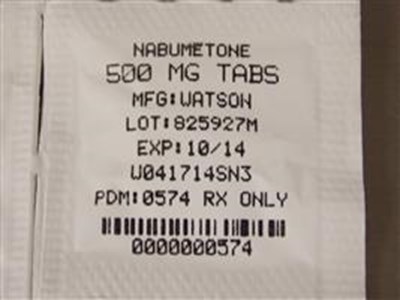 NABUMETONE
500 MG TABS
MFG:WATSON
LOT:825927M
EXP:10/14
W041714SN3
PDM:0574 RX ONLY
0000000574